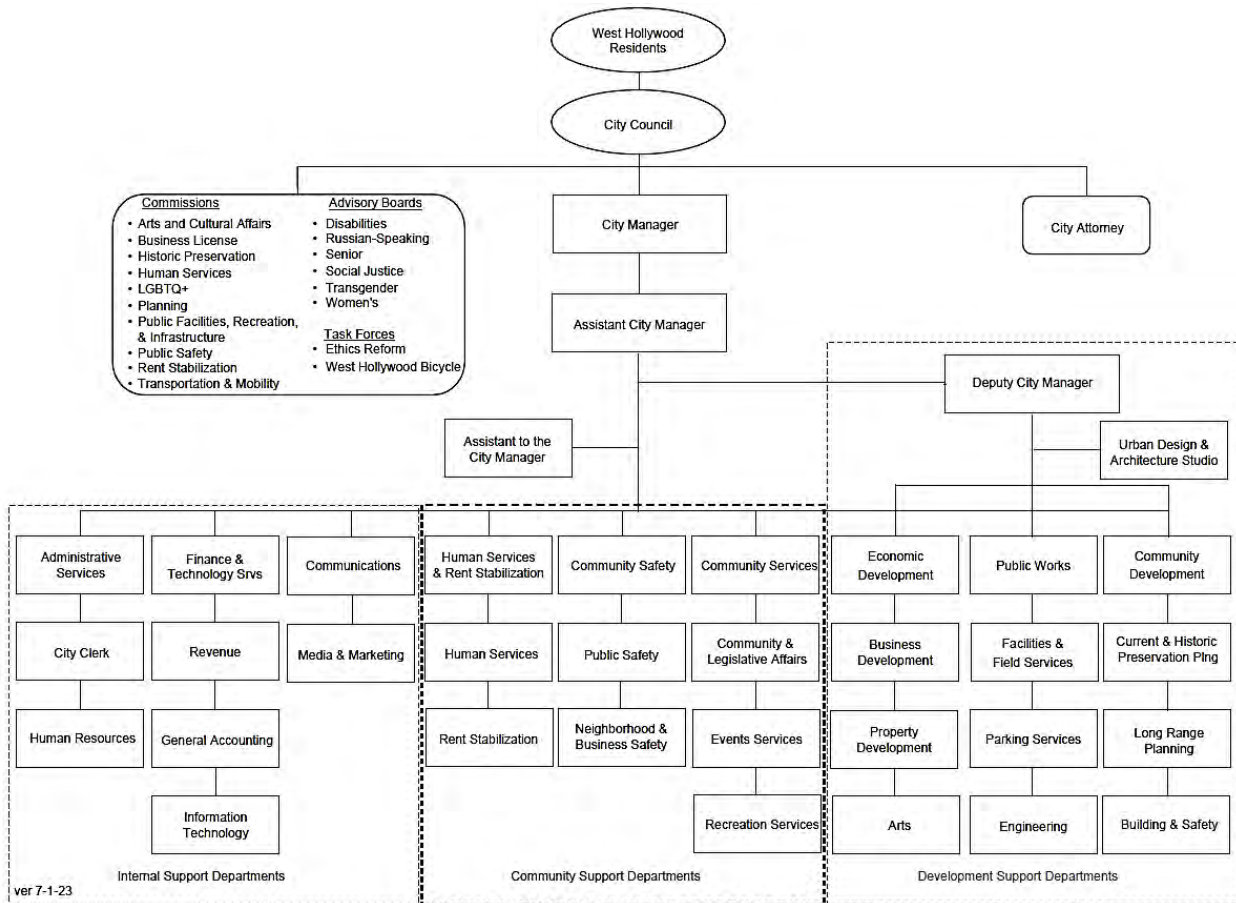 West Hollywood
Residents
City Council
Commissions
• Arts and Cultural Affairs
• Business License
• Historic Preservation
• Human Services
• LGBTQ+
• Planning
• Public Facilities, Recreation,
& Infrastructure
• Public Safety
• Rent Stabilization
• Transportation & Mobility
Advisory Boards
• Disabilities
• Russian-Speaking
• Senior
• Social Justice
• Transgender
• Women's
Task Forces
• Ethics Reform
• West Hollywood Bicycle
City Manager
City Attorney
Assistant City Manager
Deputy City Manager
Assistant to the
City Manager
Urban Design &
Architecture Studio
Administrative
Services
City Clerk
Human Resources
Finance &
Technology Srvs
Revenue
General Accounting
Information
Technology
Communications
Media & Marketing
Internal Support Departments
Human Services
& Rent Stabilization
Human Services
Rent Stabilization
Community Safety
Public Safety
Neighborhood &
Business Safety
Community Services
Community &
Legislative Affairs
Events Services
Recreation Services
Community Support Departments
Economic
Development
Business
Development
Property
Development
Arts
Public Works
Facilities &
Field Services
Parking Services
Engineering
Community
Development
Current & Historic
Preservation Plng
Long Range
Planning
Building & Safety
Development Support Departments
ver 7-1-23